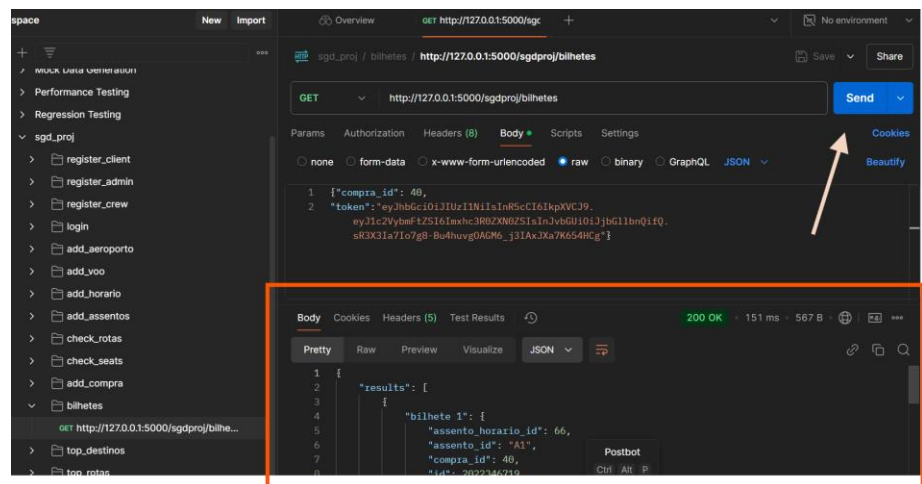 space New Import Overview GET http://127.0.0.1:5000/sgc + No environment
+
sgd_proj / bilhetes / http://127.0.0.1:5000/sgdproj/bilhetes Save Share
> Mock Data Generation
> Performance Testing
GET http://127.0.0.1:5000/sgdproj/bilhetes Send
> Regression Testing
sgd_proj
Params Authorization Headers (8) Body Scripts Settings Cookies
> register_client
none form-data x-www-form-urlencoded raw binary GraphQL JSON Beautify
> register_admin
> register_crew
1 {"compra_id": 40,
2 "token":"eyJhbGciOiJIUzI1NiIsInR5cCI6IkpXVCJ9.
> login
> add_aeroporto
> add_voo
> add_horario
> add_assentos
Body Cookies Headers (5) Test Results 200 OK 151 ms 567 B
> check_rotas
Pretty Raw Preview Visualize JSON
> check_seats
> add_compra
1 {
2 "results": [
bilhetes
3 {
4 "bilhete 1": {
GET http://127.0.0.1:5000/sgdproj/bilhe...
5 "assento_horario_id": 66,
6 "assento_id": "A1",
> top_destinos
7 "compra_id": 40,
Postbot
> top_rotas
8 "id": 2022346719
Ctrl Alt P